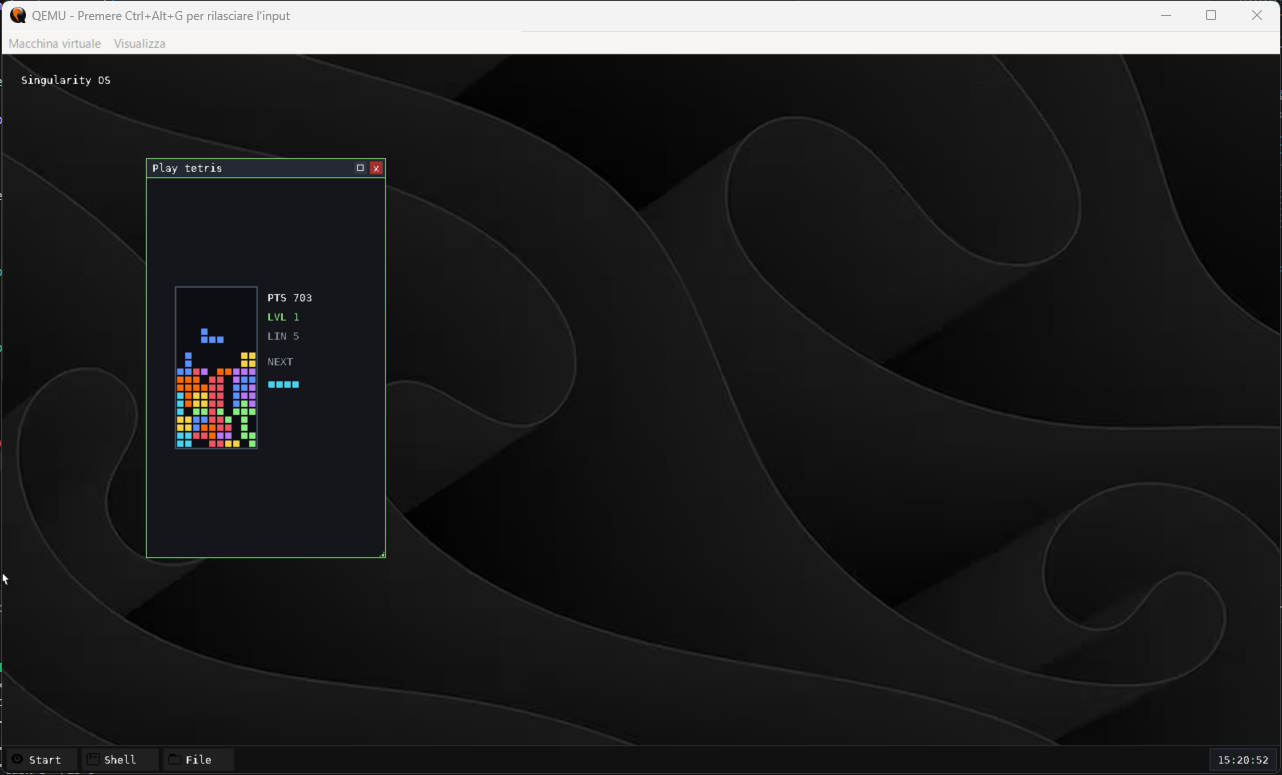 QEMU - Premere Ctrl+Alt+G per rilasciare l'input
Macchina virtuale Visualizza
Singularity OS
Play tetris
PTS 703
LVL 1
LIN 5
NEXT
Start Shell File 15:20:52